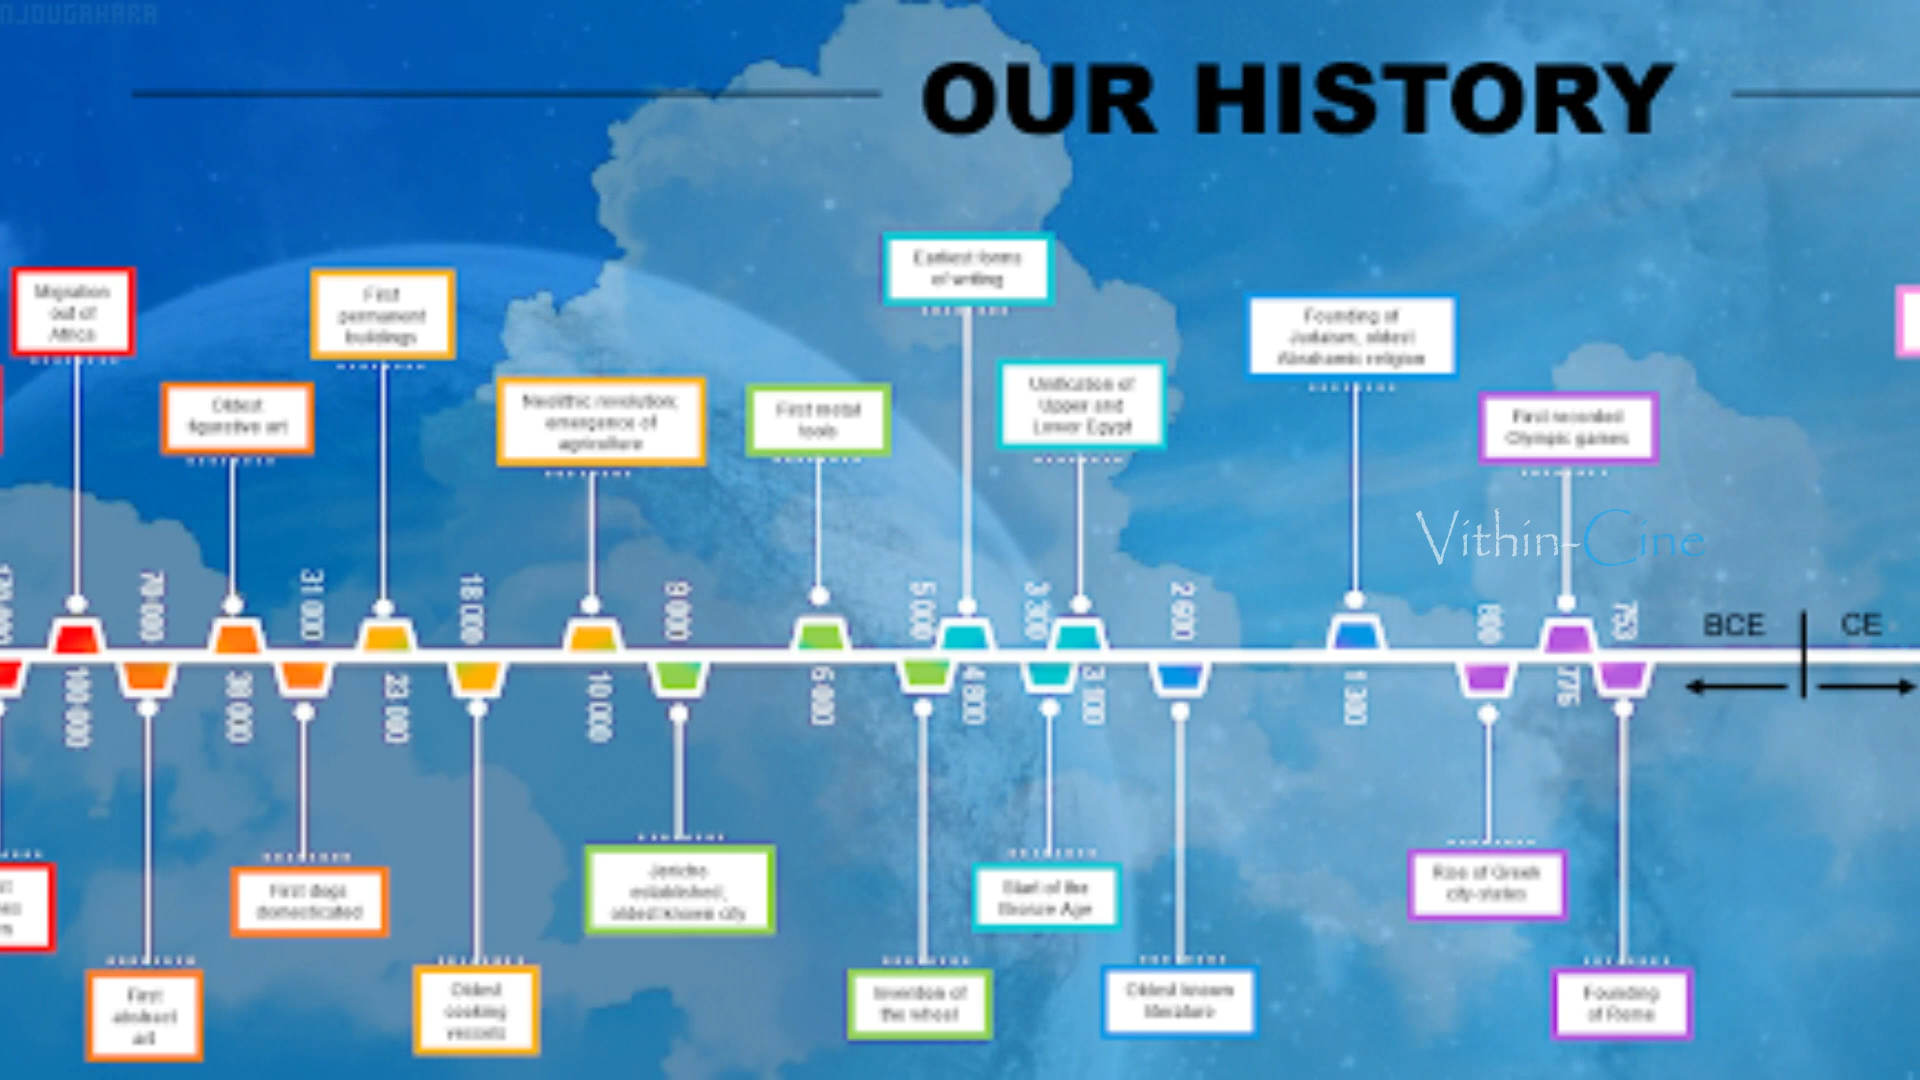 OUR HISTORY
Earliest forms
of writing
Migration
out of
Africa
First
permanent
buildings
Founding of
Judaism, oldest
Abrahamic religion
Oldest
figurative art
Neolithic revolution;
emergence of
agriculture
First metal
tools
Unification of
Upper and
Lower Egypt
First recorded
Olympic games
Vithin-Cine
70 000
31 000
18 000
9 000
5 000
3 300
2 600
800
753
BCE
CE
100 000
30 000
23 000
10 000
6 000
4 800
3 100
1 300
776
First dogs
domesticated
Jericho
established;
oldest known city
Start of the
Bronze Age
Rise of Greek
city-states
First
abstract
art
Oldest
cooking
vessels
Invention of
the wheel
Oldest known
literature
Founding
of Rome